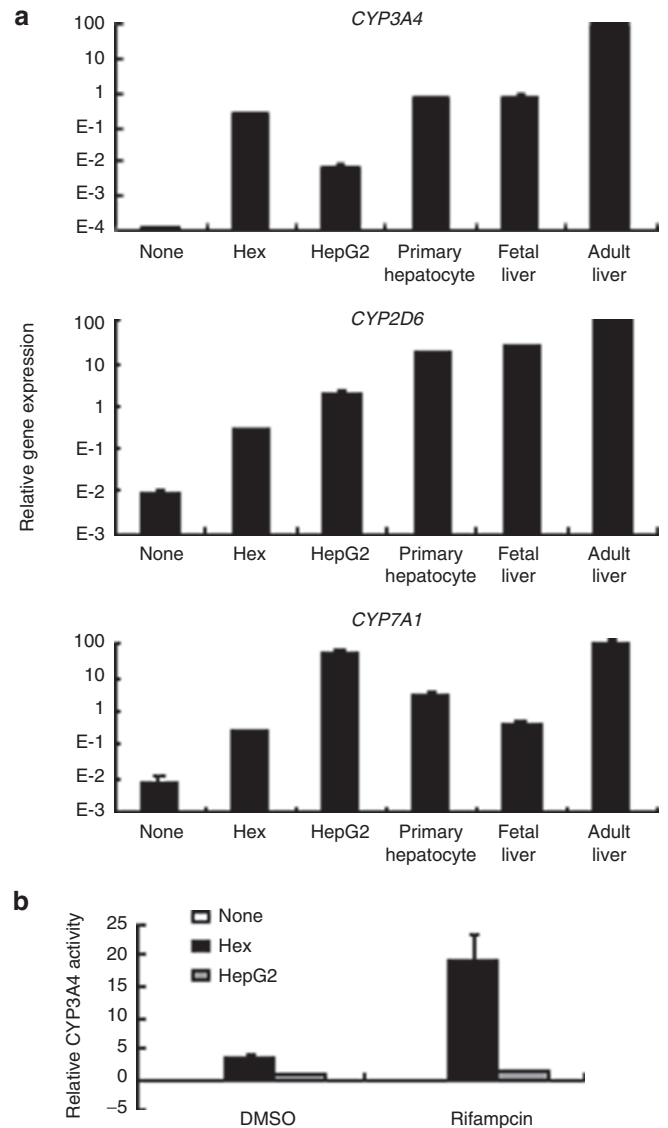 a
CYP3A4
100
10
1
E-1
E-2
E-3
E-4
None Hex HepG2 Primary hepatocyte Fetal liver Adult liver
Relative gene expression
CYP2D6
100
10
1
E-1
E-2
E-3
None Hex HepG2 Primary hepatocyte Fetal liver Adult liver
CYP7A1
100
10
1
E-1
E-2
E-3
None Hex HepG2 Primary hepatocyte Fetal liver Adult liver
b
Relative CYP3A4 activity
25
20
15
10
5
0
–5
None
Hex
HepG2
DMSO Rifampcin